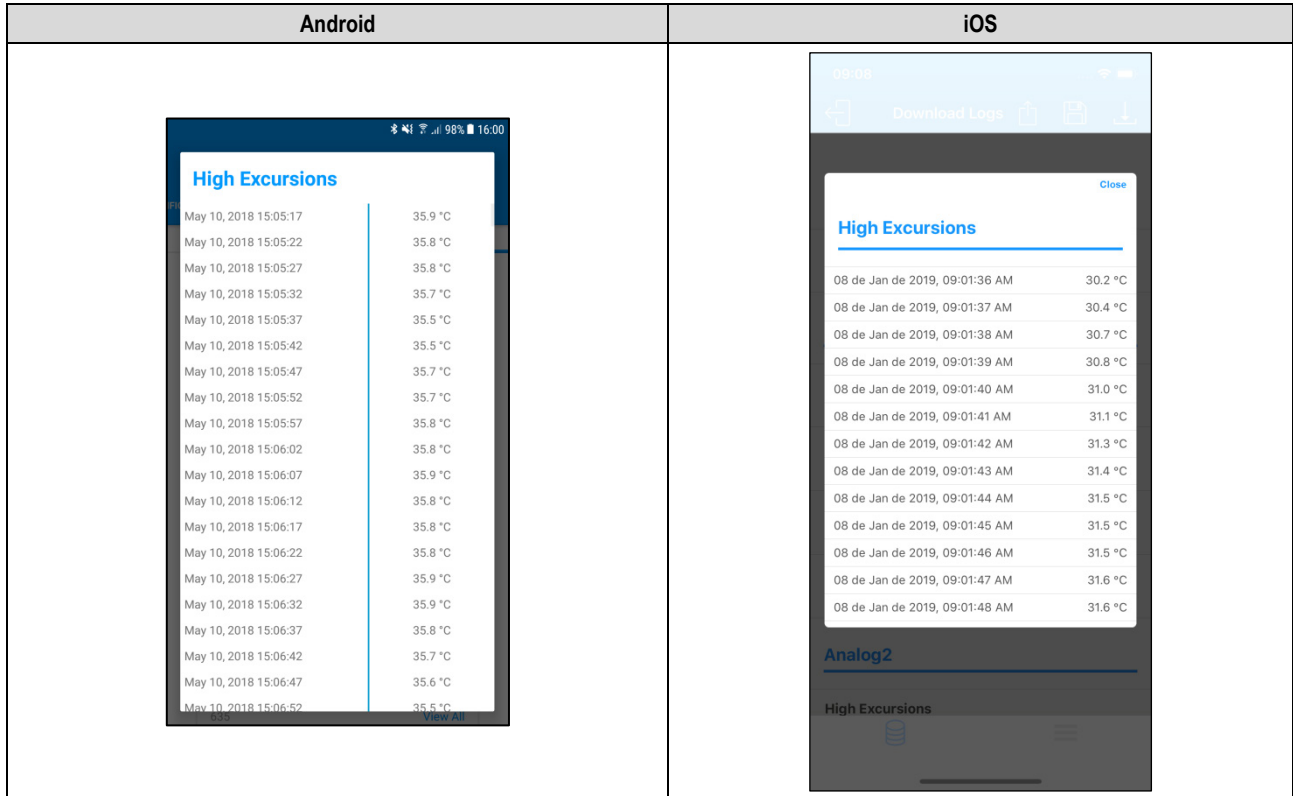 Android
iOS
98% 16:00
High Excursions
May 10, 2018 15:05:17 35.9 °C
May 10, 2018 15:05:22 35.8 °C
May 10, 2018 15:05:27 35.8 °C
May 10, 2018 15:05:32 35.7 °C
May 10, 2018 15:05:37 35.5 °C
May 10, 2018 15:05:42 35.5 °C
May 10, 2018 15:05:47 35.7 °C
May 10, 2018 15:05:52 35.7 °C
May 10, 2018 15:05:57 35.8 °C
May 10, 2018 15:06:02 35.8 °C
May 10, 2018 15:06:07 35.9 °C
May 10, 2018 15:06:12 35.8 °C
May 10, 2018 15:06:17 35.8 °C
May 10, 2018 15:06:22 35.8 °C
May 10, 2018 15:06:27 35.9 °C
May 10, 2018 15:06:32 35.9 °C
May 10, 2018 15:06:37 35.8 °C
May 10, 2018 15:06:42 35.7 °C
May 10, 2018 15:06:47 35.6 °C
May 10, 2018 15:06:52 35.5 °C
635 View All
09:08
Download Logs
Close
High Excursions
08 de Jan de 2019, 09:01:36 AM 30.2 °C
08 de Jan de 2019, 09:01:37 AM 30.4 °C
08 de Jan de 2019, 09:01:38 AM 30.7 °C
08 de Jan de 2019, 09:01:39 AM 30.8 °C
08 de Jan de 2019, 09:01:40 AM 31.0 °C
08 de Jan de 2019, 09:01:41 AM 31.1 °C
08 de Jan de 2019, 09:01:42 AM 31.3 °C
08 de Jan de 2019, 09:01:43 AM 31.4 °C
08 de Jan de 2019, 09:01:44 AM 31.5 °C
08 de Jan de 2019, 09:01:45 AM 31.5 °C
08 de Jan de 2019, 09:01:46 AM 31.5 °C
08 de Jan de 2019, 09:01:47 AM 31.6 °C
08 de Jan de 2019, 09:01:48 AM 31.6 °C
Analog2
High Excursions